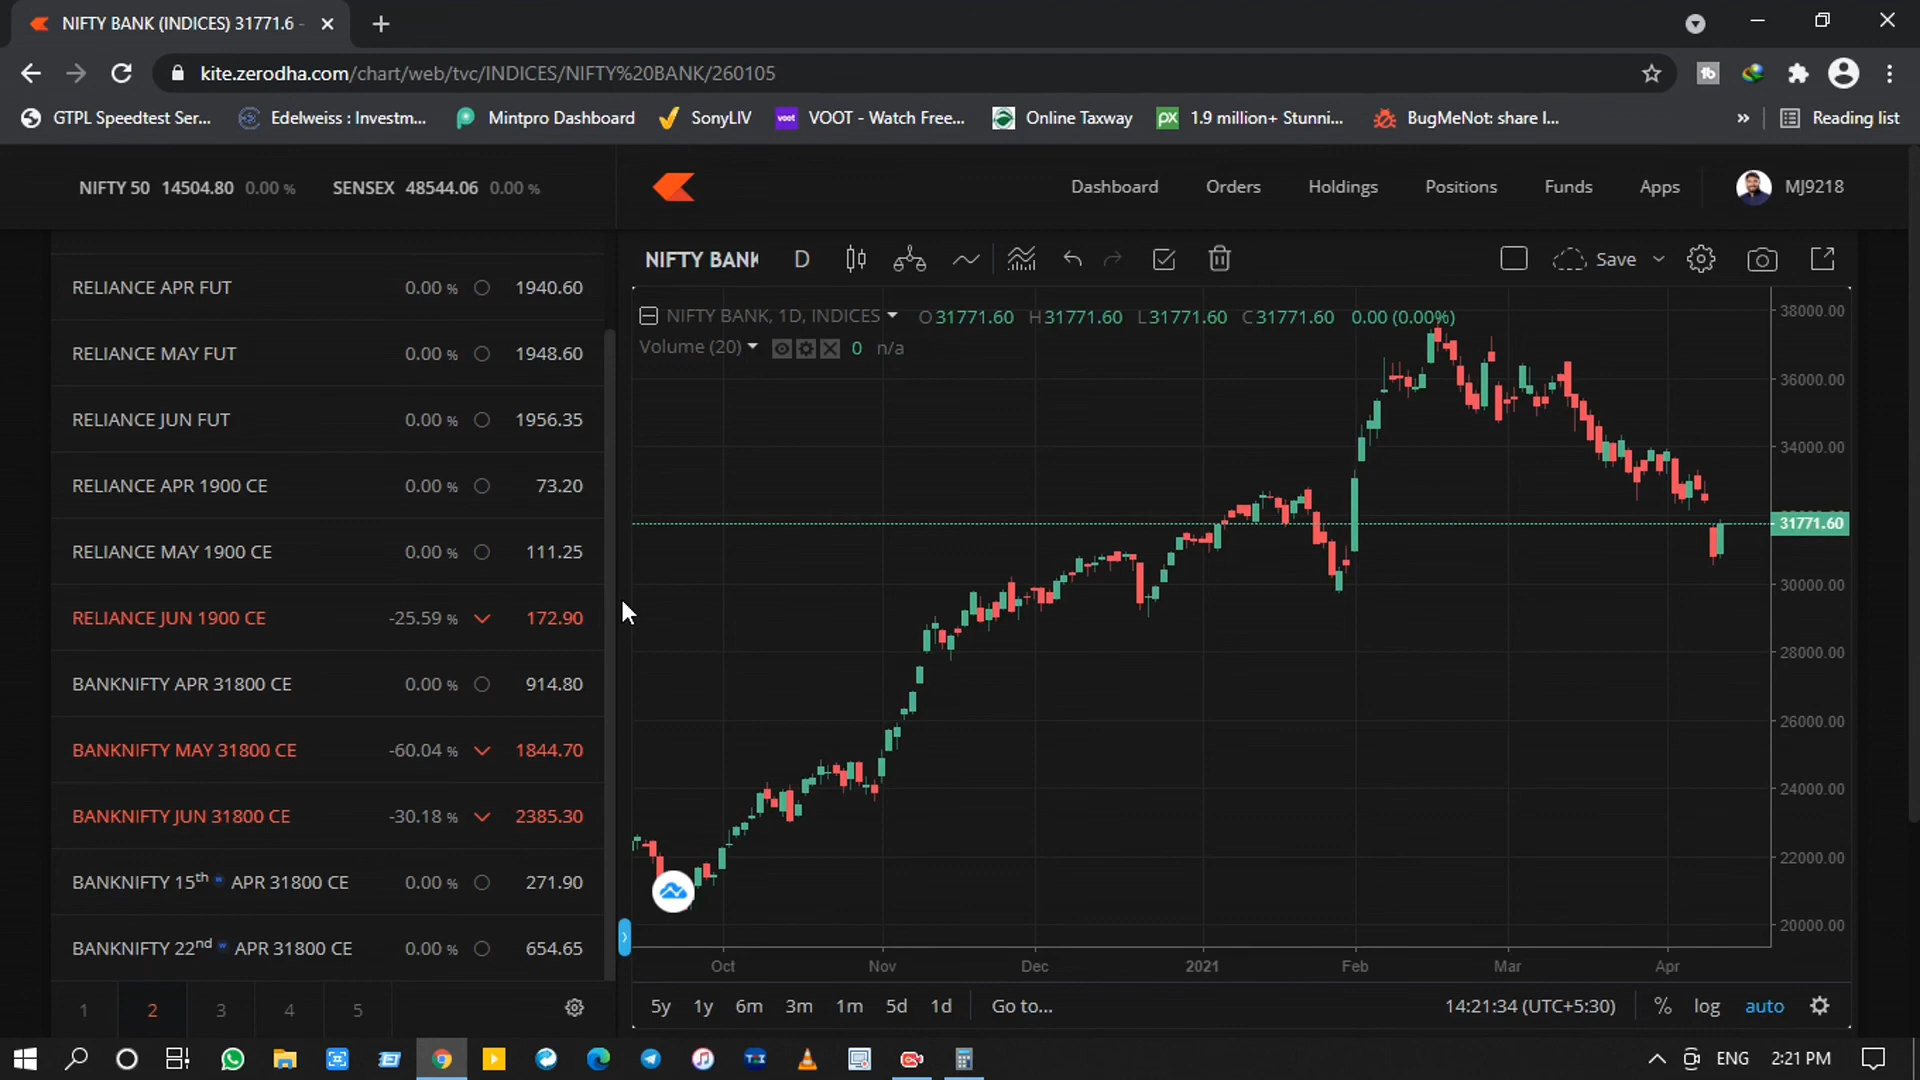 NIFTY BANK (INDICES) 31771.6 -
kite.zerodha.com/chart/web/tvc/INDICES/NIFTY%20BANK/260105
GTPL Speedtest Ser... Edelweiss : Investm... Mintpro Dashboard SonyLIV voot VOOT - Watch Free... Online Taxway px 1.9 million+ Stunni... BugMeNot: share I... » Reading list
NIFTY 50 14504.80 0.00 % SENSEX 48544.06 0.00 %
Dashboard Orders Holdings Positions Funds Apps MJ9218
RELIANCE APR FUT 0.00 % 1940.60
RELIANCE MAY FUT 0.00 % 1948.60
RELIANCE JUN FUT 0.00 % 1956.35
RELIANCE APR 1900 CE 0.00 % 73.20
RELIANCE MAY 1900 CE 0.00 % 111.25
RELIANCE JUN 1900 CE -25.59 % 172.90
BANKNIFTY APR 31800 CE 0.00 % 914.80
BANKNIFTY MAY 31800 CE -60.04 % 1844.70
BANKNIFTY JUN 31800 CE -30.18 % 2385.30
BANKNIFTY 15th w APR 31800 CE 0.00 % 271.90
BANKNIFTY 22nd w APR 31800 CE 0.00 % 654.65
1 2 3 4 5
NIFTY BANK D Save
NIFTY BANK, 1D, INDICES O 31771.60 H 31771.60 L 31771.60 C 31771.60 0.00 (0.00%)
Volume (20) 0 n/a
38000.00
36000.00
34000.00
31771.60
30000.00
28000.00
26000.00
24000.00
22000.00
20000.00
Oct Nov Dec 2021 Feb Mar Apr
5y 1y 6m 3m 1m 5d 1d Go to... 14:21:34 (UTC+5:30) % log auto
ENG 2:21 PM